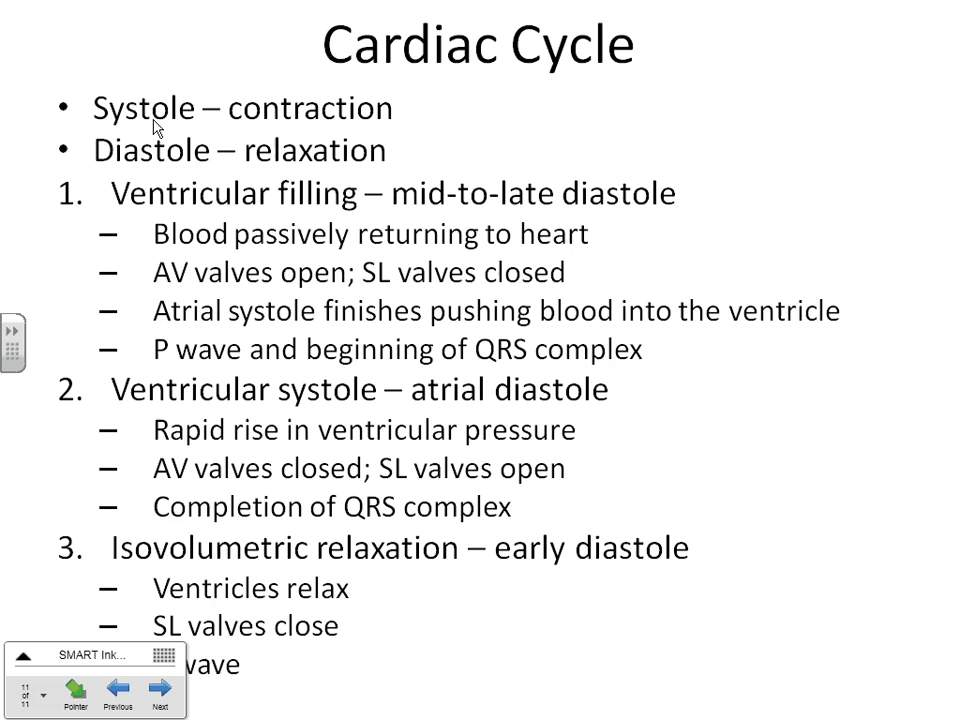 Cardiac Cycle
• Systole – contraction
• Diastole – relaxation
1. Ventricular filling – mid-to-late diastole
– Blood passively returning to heart
– AV valves open; SL valves closed
– Atrial systole finishes pushing blood into the ventricle
– P wave and beginning of QRS complex
2. Ventricular systole – atrial diastole
– Rapid rise in ventricular pressure
– AV valves closed; SL valves open
– Completion of QRS complex
3. Isovolumetric relaxation – early diastole
– Ventricles relax
– SL valves close
wave
SMART Ink...
11 of 11
Pointer Previous Next